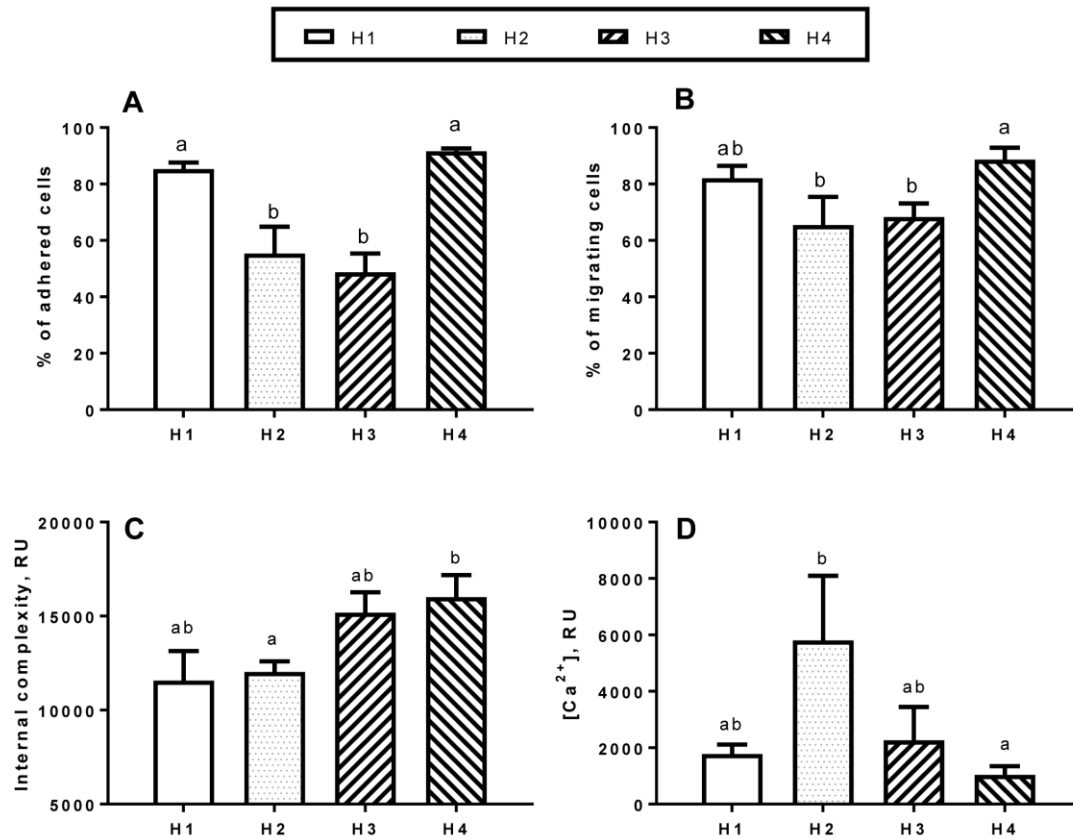 H1 H2 H3 H4
A
% of adhered cells
100
80
60
40
20
0
a
b
b
a
H1 H2 H3 H4
B
% of migrating cells
100
80
60
40
20
0
ab
b
b
a
H1 H2 H3 H4
C
Internal complexity, RU
20000
15000
10000
5000
ab
a
ab
b
H1 H2 H3 H4
D
[Ca²⁺], RU
10000
8000
6000
4000
2000
0
ab
b
ab
a
H1 H2 H3 H4